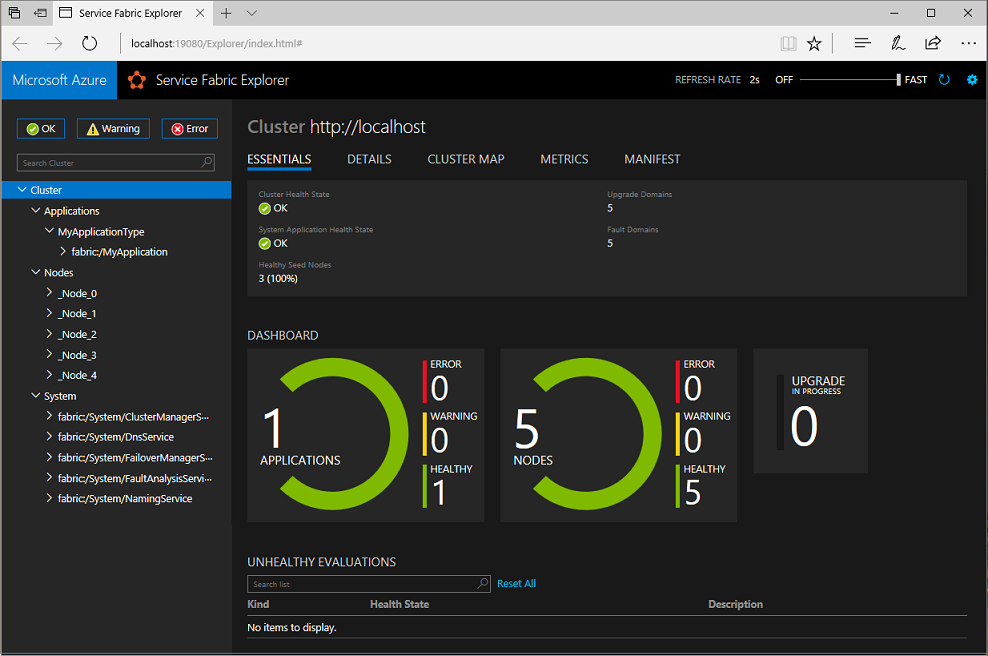 Service Fabric Explorer
localhost:19080/Explorer/index.html#
Microsoft Azure
Service Fabric Explorer
REFRESH RATE 2s OFF FAST
OK Warning Error
Search Cluster
Cluster
Applications
MyApplicationType
fabric:/MyApplication
Nodes
_Node_0
_Node_1
_Node_2
_Node_3
_Node_4
System
fabric:/System/ClusterManagerS...
fabric:/System/DnsService
fabric:/System/FailoverManagerS...
fabric:/System/FaultAnalysisServi...
fabric:/System/NamingService
Cluster http://localhost
ESSENTIALS DETAILS CLUSTER MAP METRICS MANIFEST
Cluster Health State
OK
System Application Health State
OK
Healthy Seed Nodes
3 (100%)
Upgrade Domains
5
Fault Domains
5
DASHBOARD
1
APPLICATIONS
ERROR
0
WARNING
0
HEALTHY
1
5
NODES
ERROR
0
WARNING
0
HEALTHY
5
UPGRADE
IN PROGRESS
0
UNHEALTHY EVALUATIONS
Search list Reset All
Kind Health State Description
No items to display.